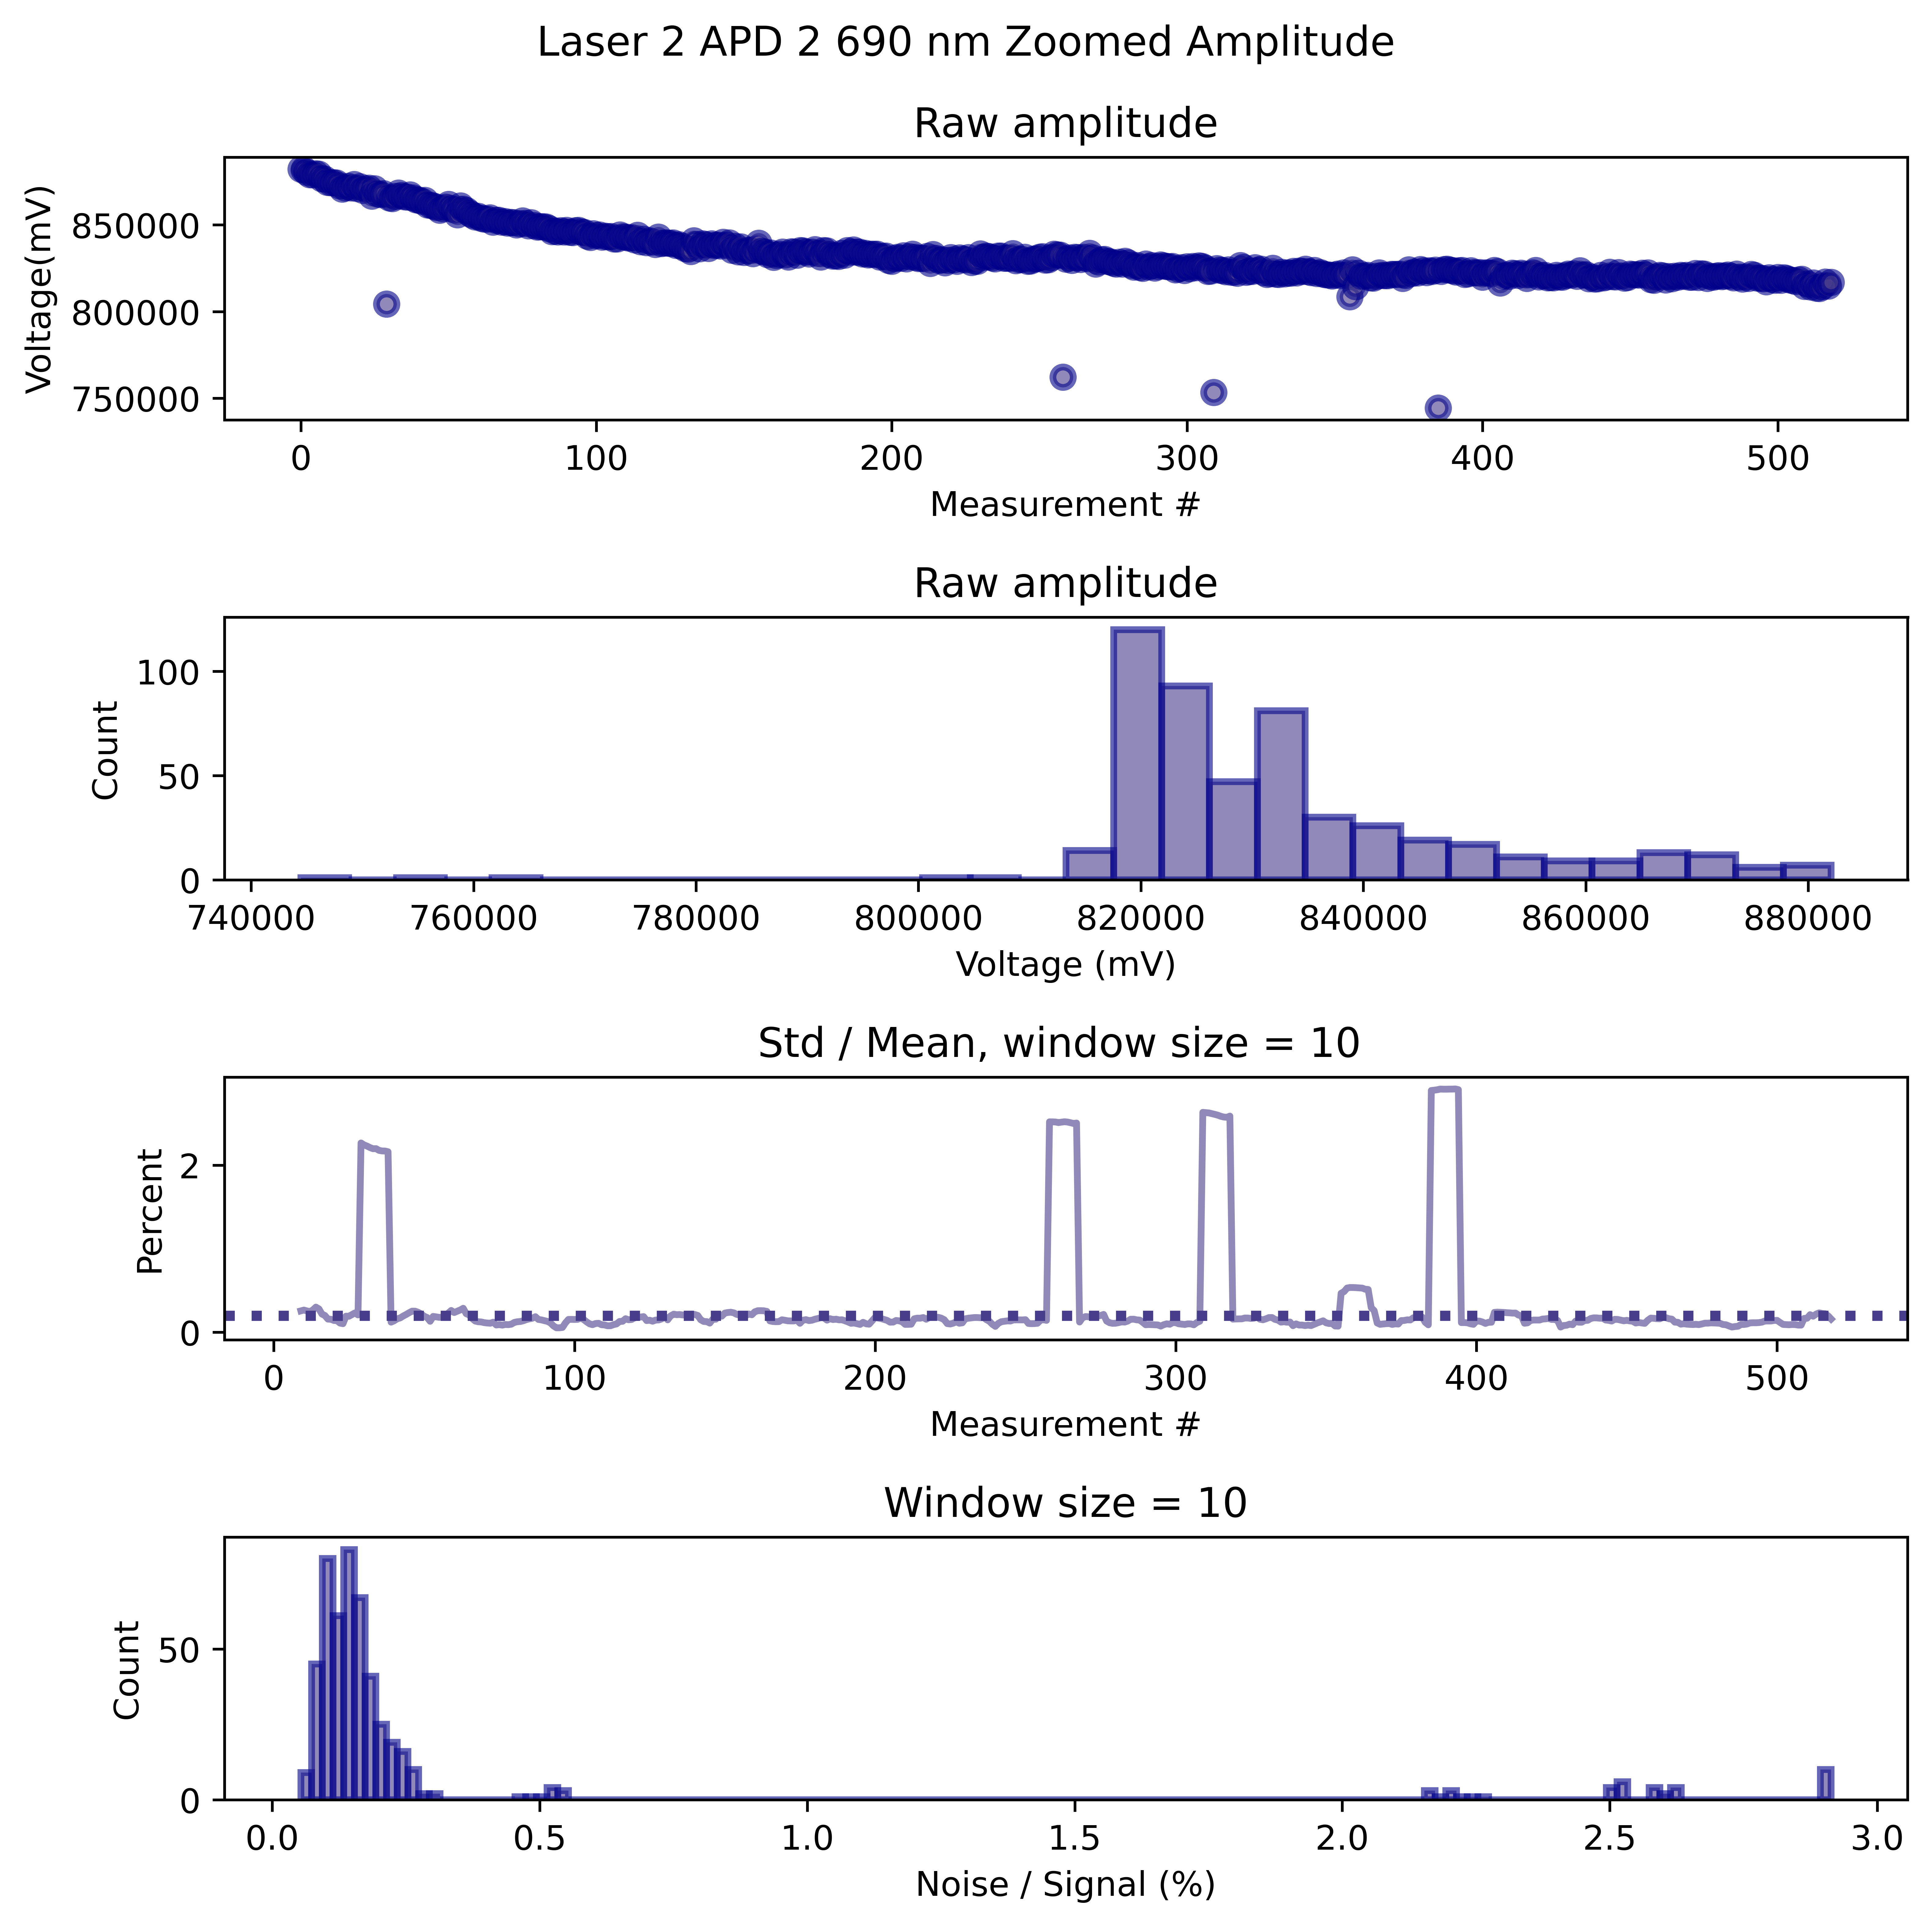 Laser 2 APD 2 690 nm Zoomed Amplitude
Raw amplitude
Voltage(mV)
850000
800000
750000
0 100 200 300 400 500
Measurement #
Raw amplitude
Count
100
50
0
740000 760000 780000 800000 820000 840000 860000 880000
Voltage (mV)
Std / Mean, window size = 10
Percent
2
0
0 100 200 300 400 500
Measurement #
Window size = 10
Count
50
0
0.0 0.5 1.0 1.5 2.0 2.5 3.0
Noise / Signal (%)